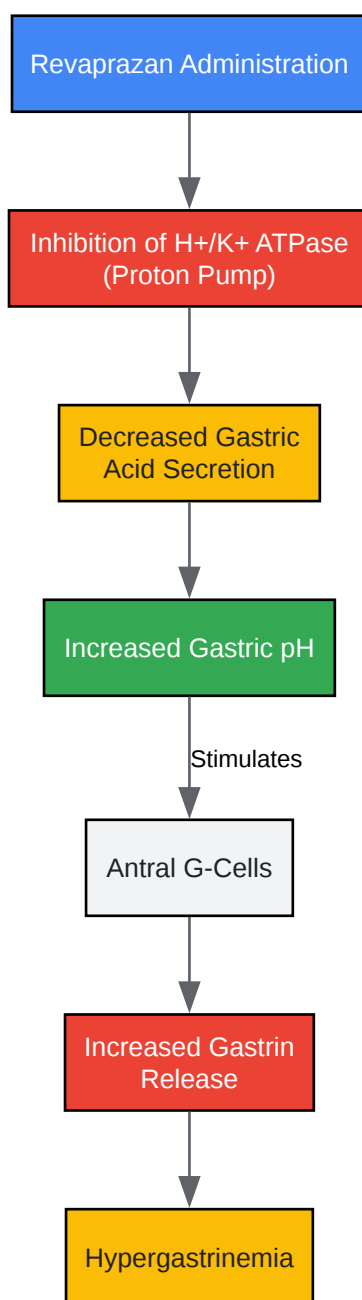 Revaprazan Administration
Inhibition of H+/K+ ATPase
(Proton Pump)
Decreased Gastric
Acid Secretion
Increased Gastric pH
Stimulates
Antral G-Cells
Increased Gastrin
Release
Hypergastrinemia